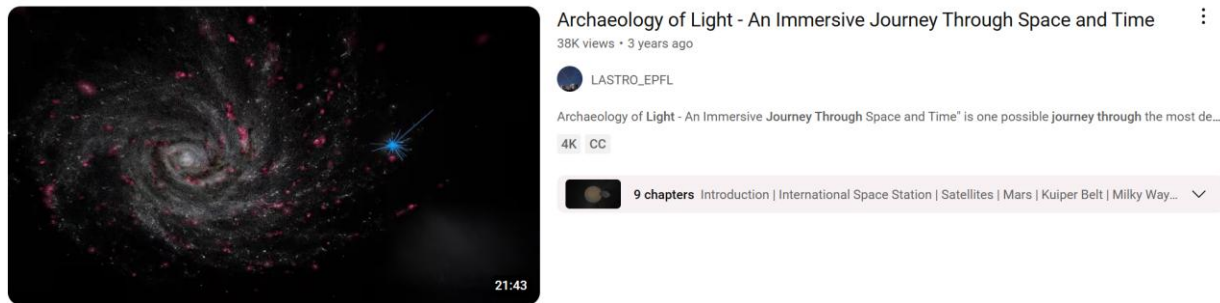 21:43
Archaeology of Light - An Immersive Journey Through Space and Time
38K views • 3 years ago
LASTRO_EPFL
Archaeology of Light - An Immersive Journey Through Space and Time" is one possible journey through the most de...
4K CC
9 chapters Introduction | International Space Station | Satellites | Mars | Kuiper Belt | Milky Way...